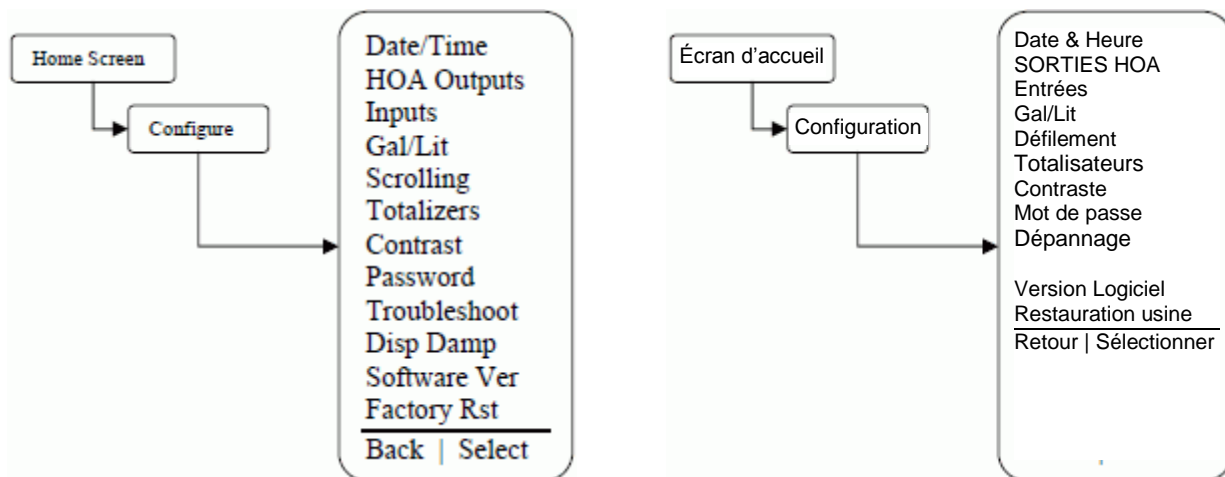 Home Screen
Configure
Date/Time
HOA Outputs
Inputs
Gal/Lit
Scrolling
Totalizers
Contrast
Password
Troubleshoot
Disp Damp
Software Ver
Factory Rst
Back | Select
Écran d'accueil
Configuration
Date & Heure
SORTIES HOA
Entrées
Gal/Lit
Défilement
Totalisateurs
Contraste
Mot de passe
Dépannage
Version Logiciel
Restauration usine
Retour | Sélectionner